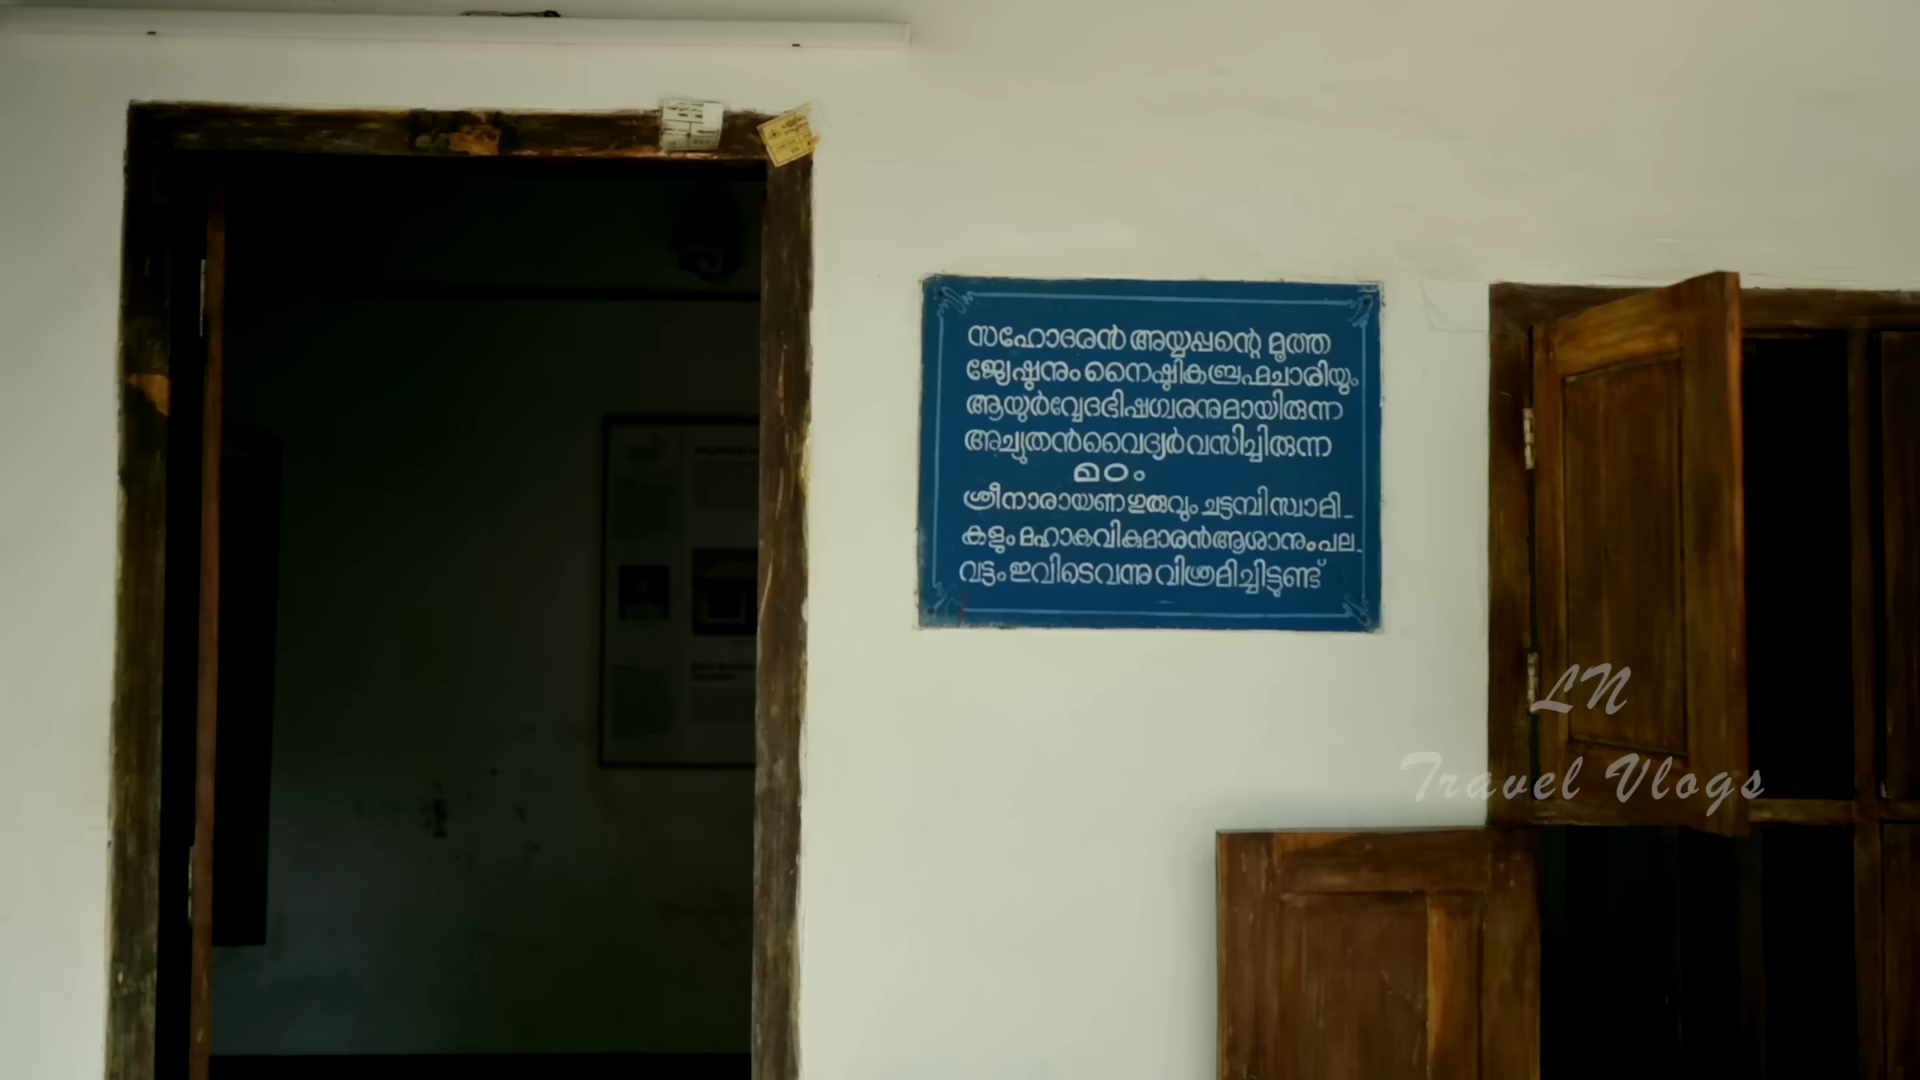 സഹോദരൻ അയ്യപ്പന്റെ മൂത്ത
ജ്യേഷ്ഠനും നൈഷ്ഠികബ്രഹ്മചാരിയും
ആയുർവ്വേദഭിഷഗ്വരനുമായിരുന്ന
അച്യുതൻവൈദ്യർവസിച്ചിരുന്ന
മഠം
ശ്രീനാരായണഗുരുവും ചട്ടമ്പിസ്വാമി-
കളും മഹാകവികുമാരൻആശാനുംപല-
വട്ടം ഇവിടെവന്നു വിശ്രമിച്ചിട്ടുണ്ട്
LN
Travel Vlogs